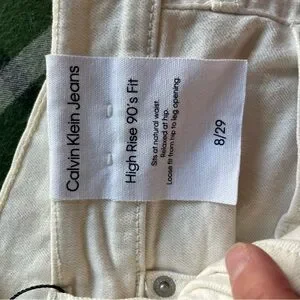 Calvin Klein Jeans
High Rise 90's Fit
Sits at natural waist.
Relaxed at hip.
Loose fit from hip to leg opening.
8/29